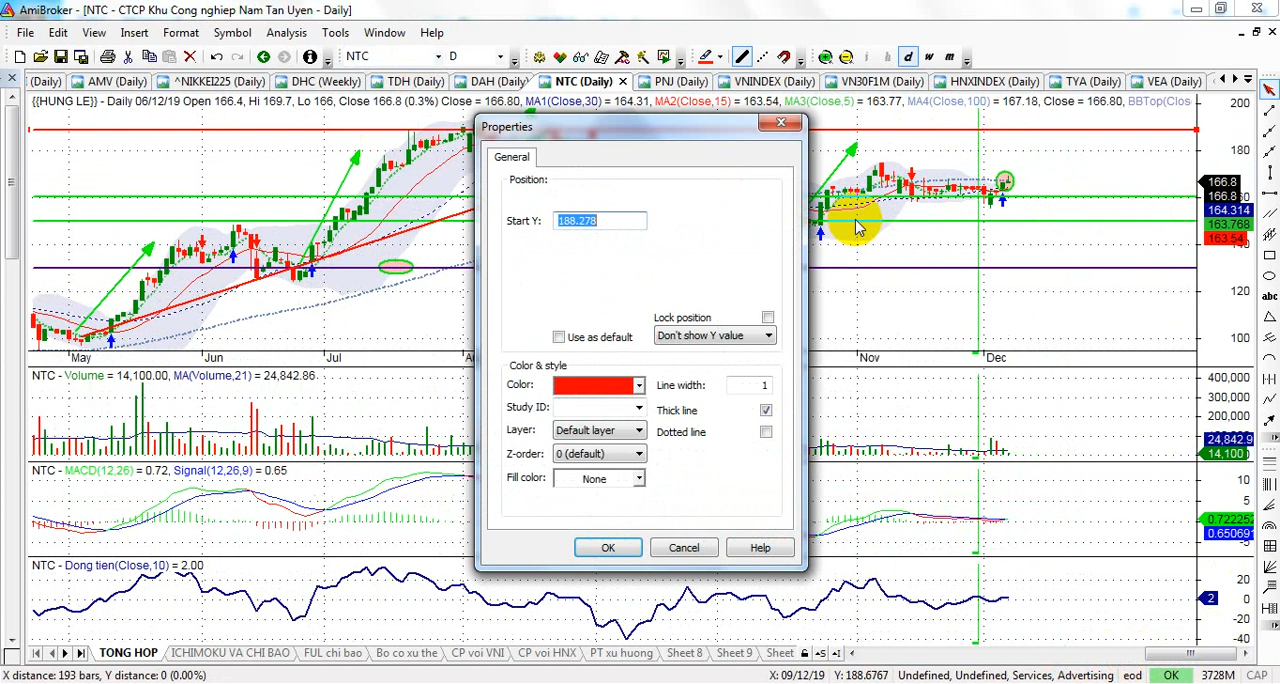 AmiBroker - [NTC - CTCP Khu Cong nghiep Nam Tan Uyen - Daily]
File Edit View Insert Format Symbol Analysis Tools Window Help
NTC D i h d w m
(Daily) AMV (Daily) ^NIKKEI225 (Daily) DHC (Weekly) TDH (Daily) DAH (Daily) NTC (Daily) PNJ (Daily) VNINDEX (Daily) VN30F1M (Daily) HNXINDEX (Daily) TYA (Daily) VEA (Daily)
{{HUNG LE}} - Daily 06/12/19 Open 166.4, Hi 169.7, Lo 166, Close 166.8 (0.3%) Close = 166.80, MA1(Close,30) = 164.31, MA2(Close,15) = 163.54, MA3(Close,5) = 163.77, MA4(Close,100) = 167.18, Close = 166.80, BBTop(Clos
200
180
166.8
166.8
160
164.314
163.768
163.54
140
120
100
Properties
General
Position:
Start Y: 188.278
Lock position
Use as default Don't show Y value
Color & style
Color: Line width: 1
Study ID: Thick line
Layer: Default layer Dotted line
Z-order: 0 (default)
Fill color: None
OK Cancel Help
abc
May Jun Jul Nov Dec
NTC - Volume = 14,100.00, MA(Volume,21) = 24,842.86
400,000
300,000
200,000
24,842.9
14,100
NTC - MACD(12,26) = 0.72, Signal(12,26,9) = 0.65
10
5
0.722252
0.650691
NTC - Dong tien(Close,10) = 2.00
20
2 0
-20
-40
TONG HOP ICHIMOKU VA CHI BAO FUL chi bao Bo co xu the CP voi VNI CP voi HNX PT xu huong Sheet 8 Sheet 9 Sheet
X distance: 193 bars, Y distance: 0 (0.00%) X: 09/12/19 Y: 188.6767 Undefined, Undefined, Services, Advertising eod OK 3728M CAP